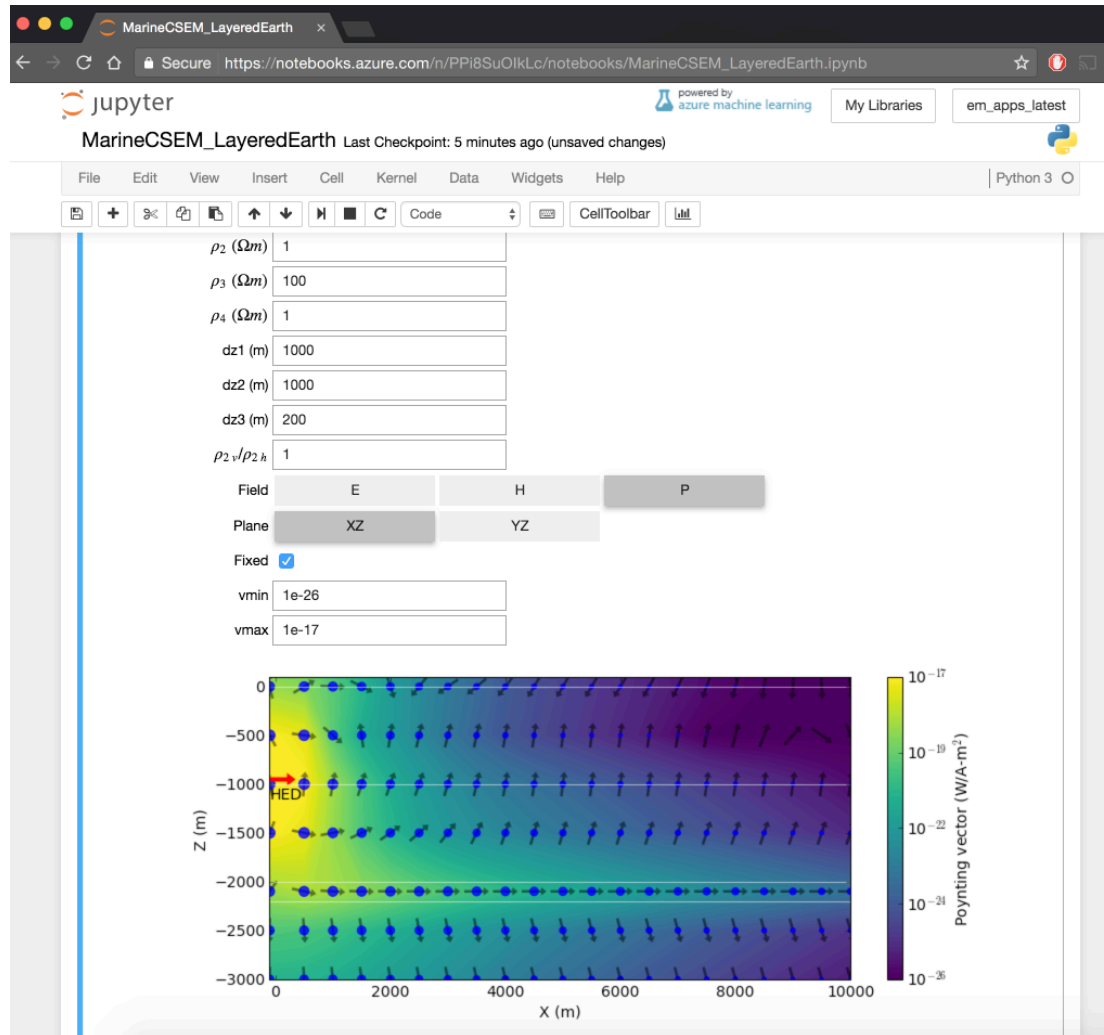 MarineCSEM_LayeredEarth ×
Secure https://notebooks.azure.com/n/PPi8SuOIkLc/notebooks/MarineCSEM_LayeredEarth.ipynb
jupyter powered by azure machine learning My Libraries em_apps_latest
MarineCSEM_LayeredEarth Last Checkpoint: 5 minutes ago (unsaved changes)
File Edit View Insert Cell Kernel Data Widgets Help Python 3
Code CellToolbar
ρ2 (Ωm) 1
ρ3 (Ωm) 100
ρ4 (Ωm) 1
dz1 (m) 1000
dz2 (m) 1000
dz3 (m) 200
ρ2 v/ρ2 h 1
Field E H P
Plane XZ YZ
Fixed
vmin 1e-26
vmax 1e-17
0
−500
−1000
−1500
−2000
−2500
−3000
Z (m)
HED
0 2000 4000 6000 8000 10000
X (m)
10^−17
10^−19
10^−22
10^−24
10^−26
Poynting vector (W/A-m²)